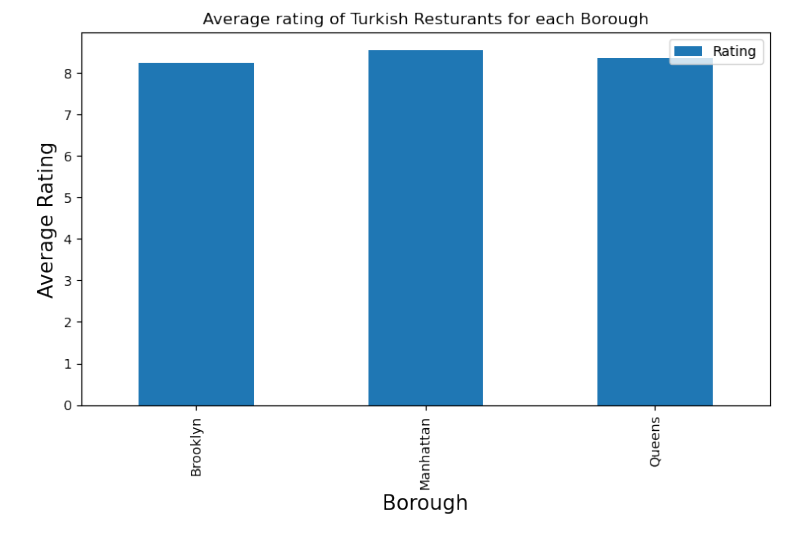 Average rating of Turkish Resturants for each Borough
Rating
8
7
6
5
4
3
2
1
0
Average Rating
Brooklyn
Manhattan
Queens
Borough